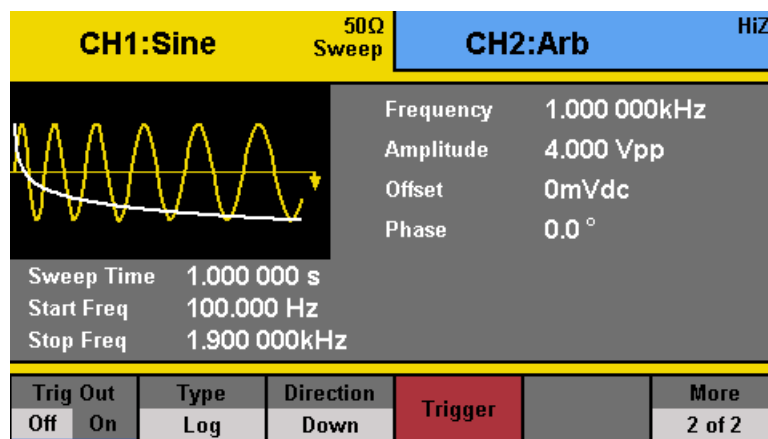 CH1:Sine
50Ω
Sweep
CH2:Arb
HiZ
Frequency 1.000 000kHz
Amplitude 4.000 Vpp
Offset 0mVdc
Phase 0.0 °
Sweep Time 1.000 000 s
Start Freq 100.000 Hz
Stop Freq 1.900 000kHz
Trig Out
Off On
Type
Log
Direction
Down
Trigger
More
2 of 2